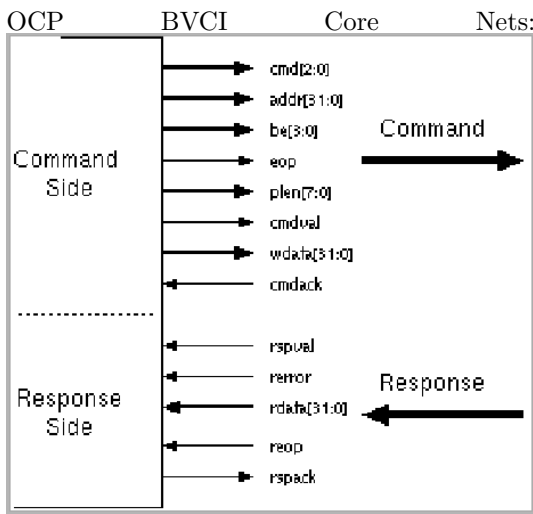 OCP BVCI Core Nets:
cmd[2:0]
addr[31:0]
be[3:0]
Command
Command
Side
eop
plen[7:0]
cmdval
wdata[31:0]
cmdack
rspval
rerror
Response
Response
Side
rdata[31:0]
reop
rspack